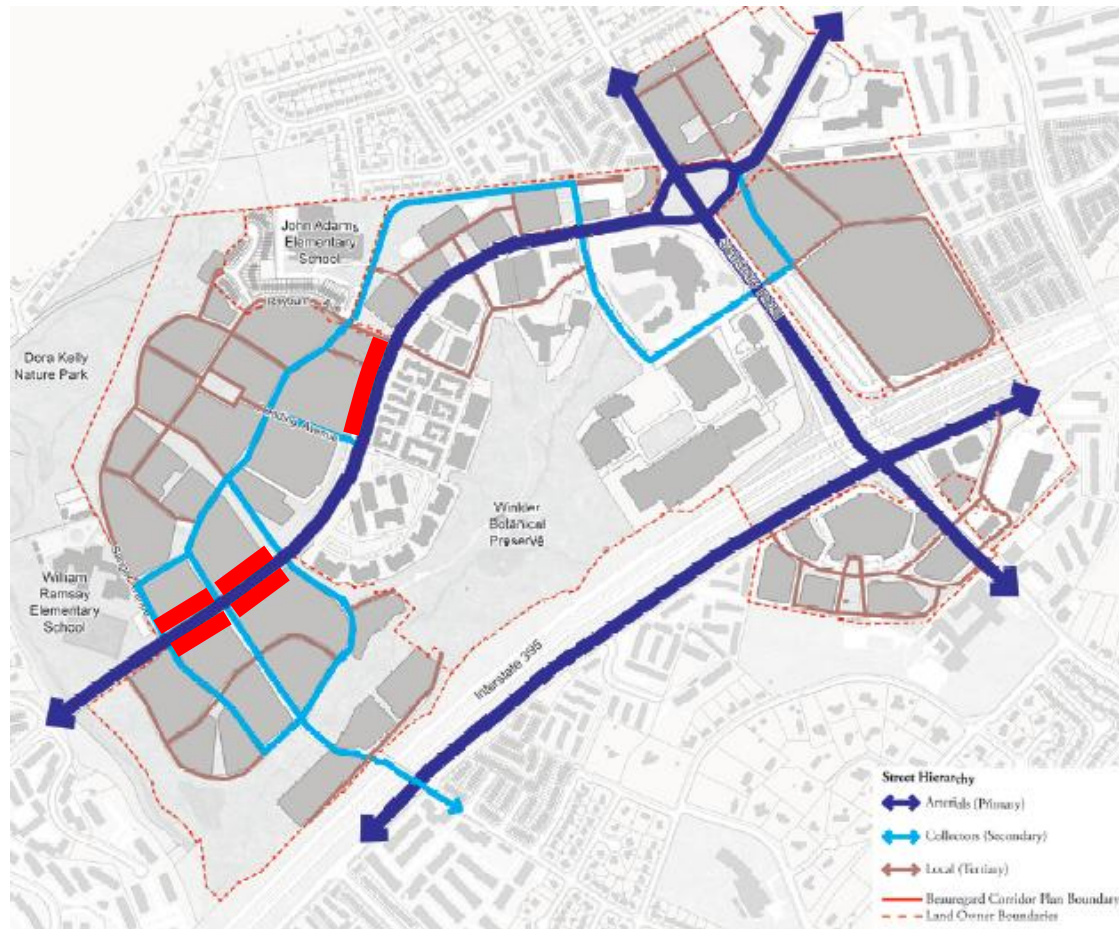 John Adams
Elementary
School
Dora Kelly
Nature Park
Winkler
Botanical
Preserve
William
Ramsay
Elementary
School
Interstate 395
Street Hierarchy
Arterials (Primary)
Collectors (Secondary)
Local (Tertiary)
Beauregard Corridor Plan Boundary
Land Owner Boundaries